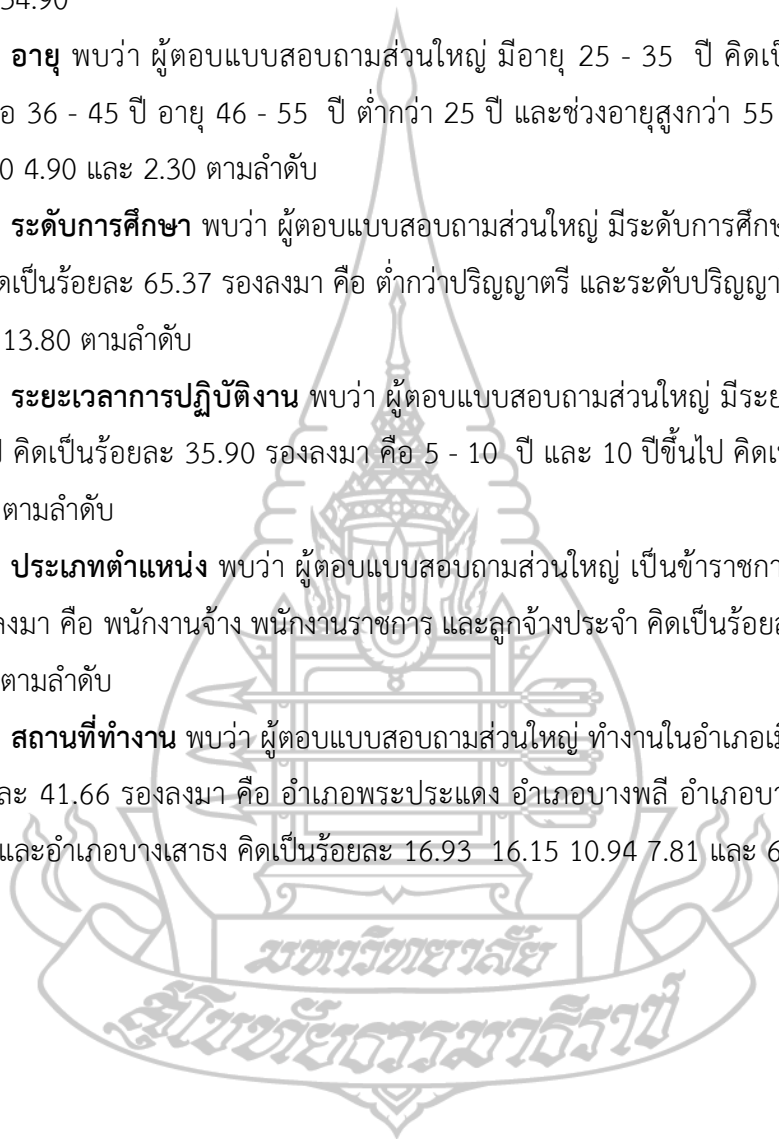 54.90
อายุ พบว่า ผู้ตอบแบบสอบถามส่วนใหญ่ มีอายุ 25 - 35 ปี คิดเป็
อ 36 - 45 ปี อายุ 46 - 55 ปี ต่ำกว่า 25 ปี และช่วงอายุสูงกว่า 55
0 4.90 และ 2.30 ตามลำดับ
ระดับการศึกษา พบว่า ผู้ตอบแบบสอบถามส่วนใหญ่ มีระดับการศึกษ
ดเป็นร้อยละ 65.37 รองลงมา คือ ต่ำกว่าปริญญาตรี และระดับปริญญา
13.80 ตามลำดับ
ระยะเวลาการปฏิบัติงาน พบว่า ผู้ตอบแบบสอบถามส่วนใหญ่ มีระย
คิดเป็นร้อยละ 35.90 รองลงมา คือ 5 - 10 ปี และ 10 ปีขึ้นไป คิดเ
ตามลำดับ
ประเภทตำแหน่ง พบว่า ผู้ตอบแบบสอบถามส่วนใหญ่ เป็นข้าราชกา
ลงมา คือ พนักงานจ้าง พนักงานราชการ และลูกจ้างประจำ คิดเป็นร้อยล
ตามลำดับ
สถานที่ทำงาน พบว่า ผู้ตอบแบบสอบถามส่วนใหญ่ ทำงานในอำเภอเ
ละ 41.66 รองลงมา คือ อำเภอพระประแดง อำเภอบางพลี อำเภอบา
และอำเภอบางเสาธง คิดเป็นร้อยละ 16.93 16.15 10.94 7.81 และ 6
มหาวิทยาลัย
สุโขทัยธรรมาธิราช